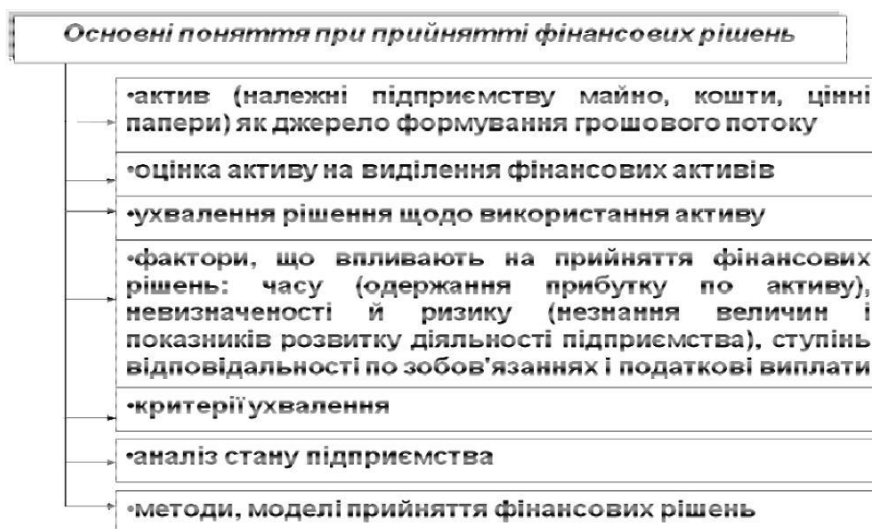 Основні поняття при прийнятті фінансових рішень
•актив (належні підприємству майно, кошти, цінні
папери) як джерело формування грошового потоку
•оцінка активу на виділення фінансових активів
•ухвалення рішення щодо використання активу
•фактори, що впливають на прийняття фінансових
рішень: часу (одержання прибутку по активу),
невизначеності й ризику (незнання величин і
показників розвитку діяльності підприємства), ступінь
відповідальності по зобов'язаннях і податкові виплати
•критерії ухвалення
•аналіз стану підприємства
•методи, моделі прийняття фінансових рішень